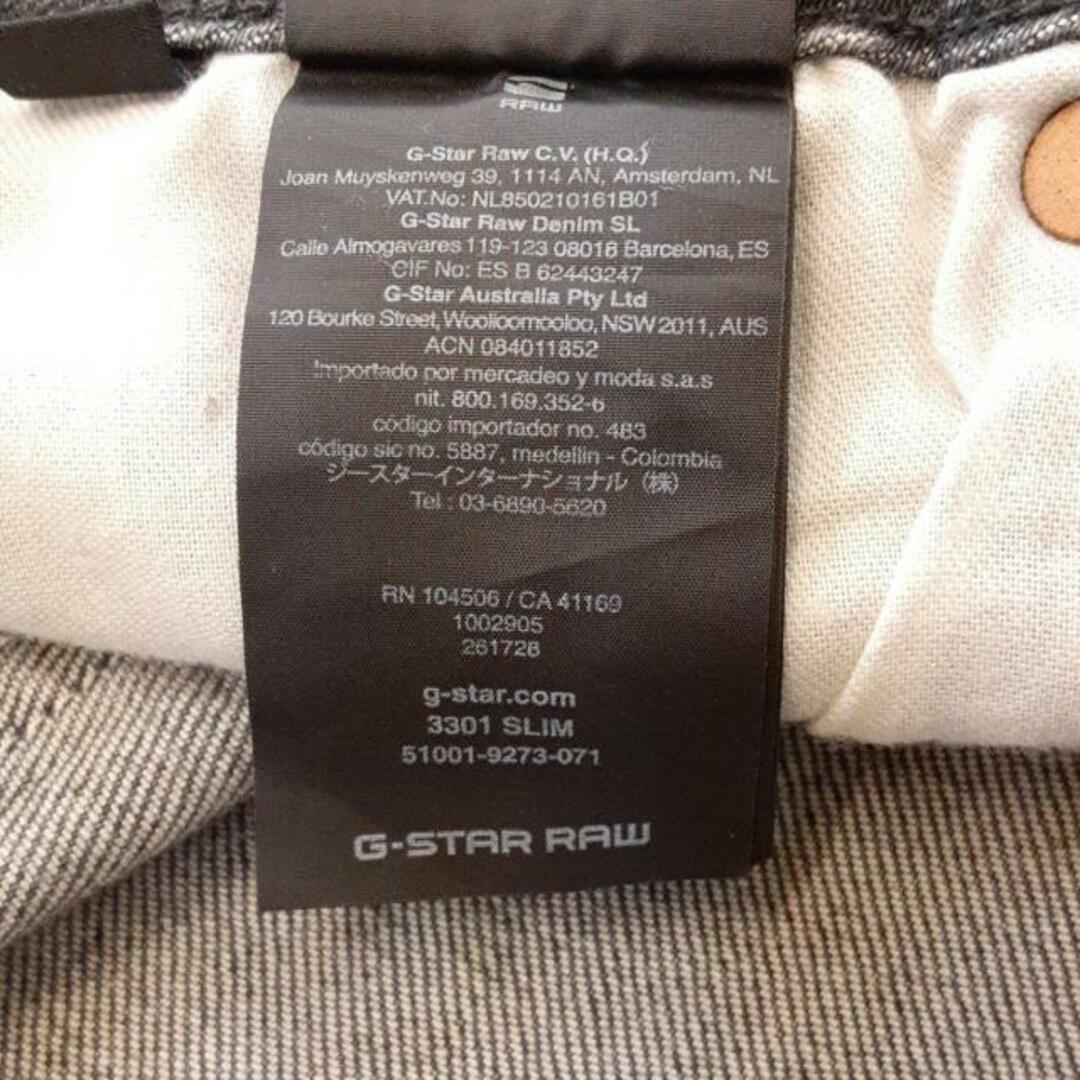 RAW
G-Star Raw C.V. (H.Q.)
Joan Muyskenweg 39, 1114 AN, Amsterdam, NL
VAT.No: NL850210161B01
G-Star Raw Denim SL
Calle Almogavares 119-123 08018 Barcelona, ES
CIF No: ES B 62443247
G-Star Australia Pty Ltd
120 Bourke Street, Woolloomooloo, NSW 2011, AUS
ACN 084011852
Importado por mercadeo y moda s.a.s
nit. 800.169.352-6
código importador no. 483
código sic no. 5887, medellin - Colombia
ジースターインターナショナル (株)
Tel : 03-6890-5620
RN 104506 / CA 41169
1002905
261728
g-star.com
3301 SLIM
51001-9273-071
G-STAR RAW